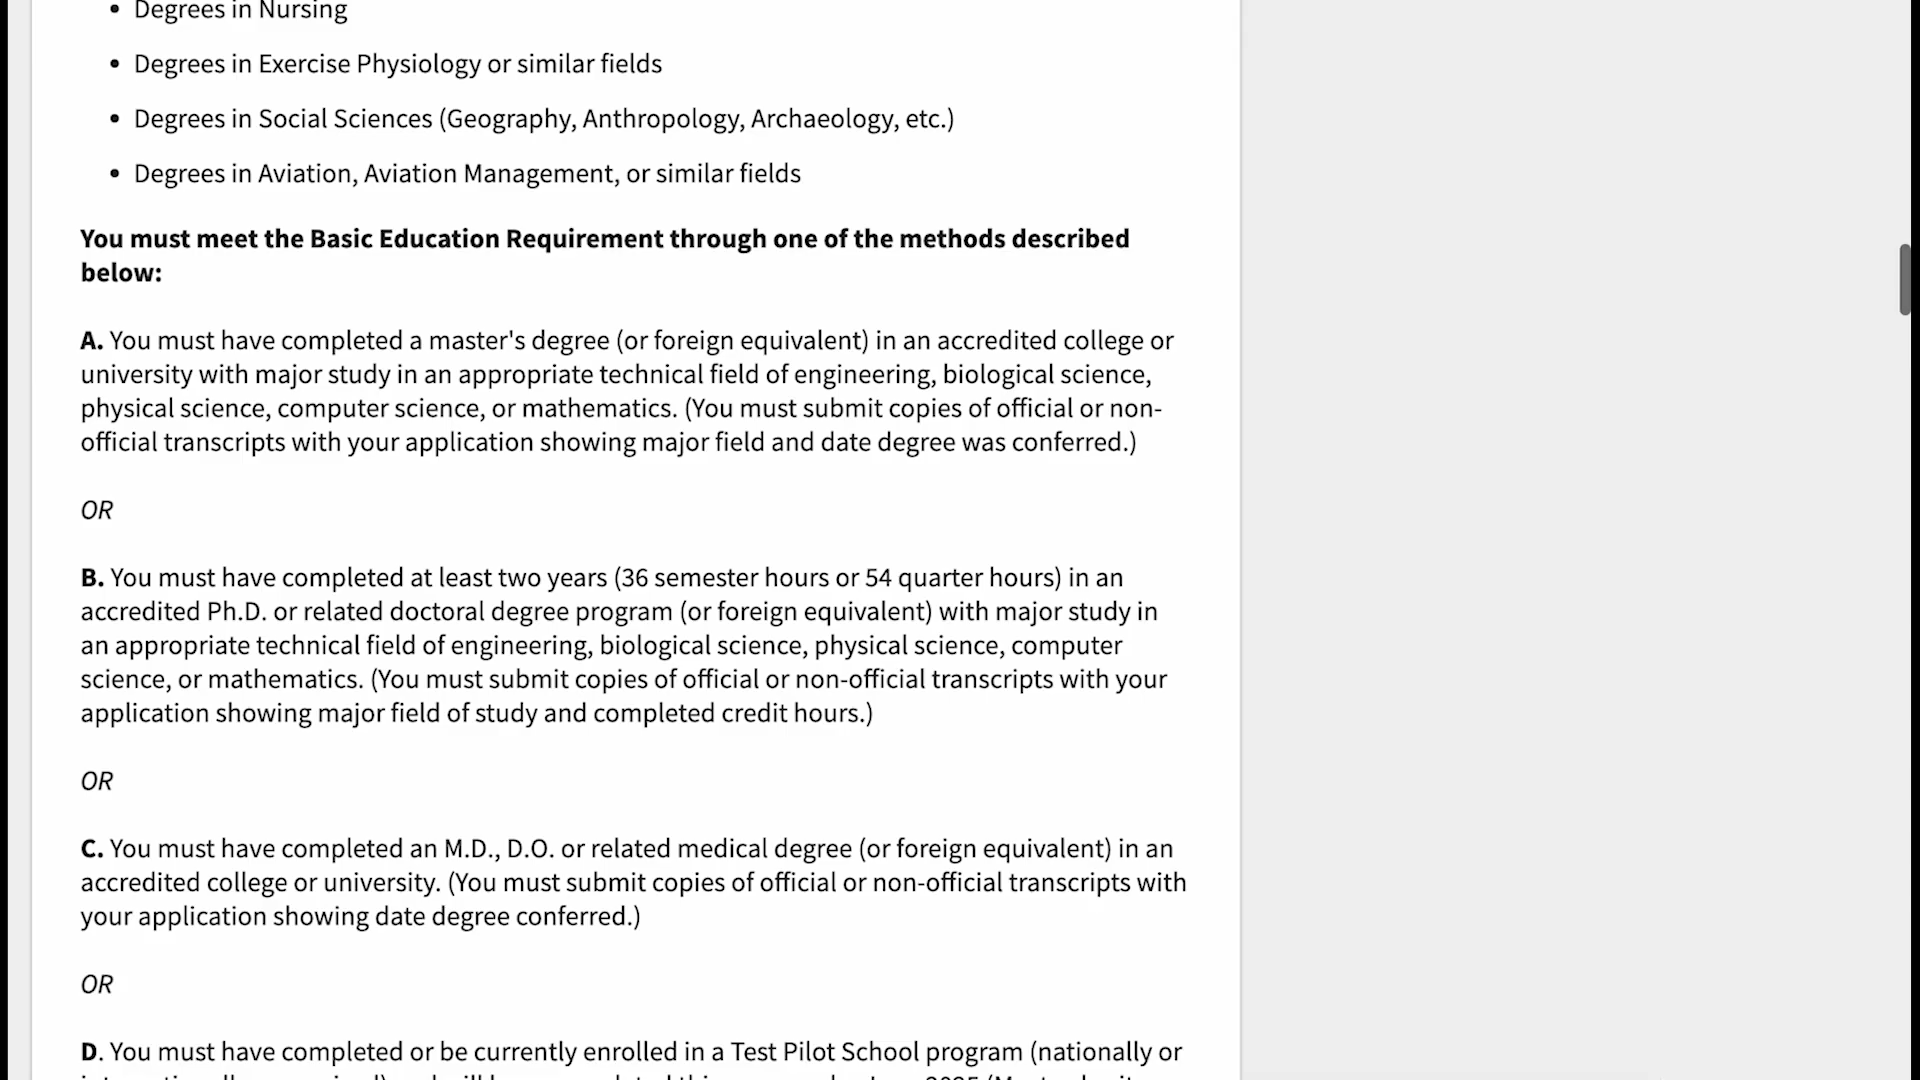 • Degrees in Nursing
• Degrees in Exercise Physiology or similar fields
• Degrees in Social Sciences (Geography, Anthropology, Archaeology, etc.)
• Degrees in Aviation, Aviation Management, or similar fields
You must meet the Basic Education Requirement through one of the methods described
below:
A. You must have completed a master's degree (or foreign equivalent) in an accredited college or
university with major study in an appropriate technical field of engineering, biological science,
physical science, computer science, or mathematics. (You must submit copies of official or non-
official transcripts with your application showing major field and date degree was conferred.)
OR
B. You must have completed at least two years (36 semester hours or 54 quarter hours) in an
accredited Ph.D. or related doctoral degree program (or foreign equivalent) with major study in
an appropriate technical field of engineering, biological science, physical science, computer
science, or mathematics. (You must submit copies of official or non-official transcripts with your
application showing major field of study and completed credit hours.)
OR
C. You must have completed an M.D., D.O. or related medical degree (or foreign equivalent) in an
accredited college or university. (You must submit copies of official or non-official transcripts with
your application showing date degree conferred.)
OR
D. You must have completed or be currently enrolled in a Test Pilot School program (nationally or